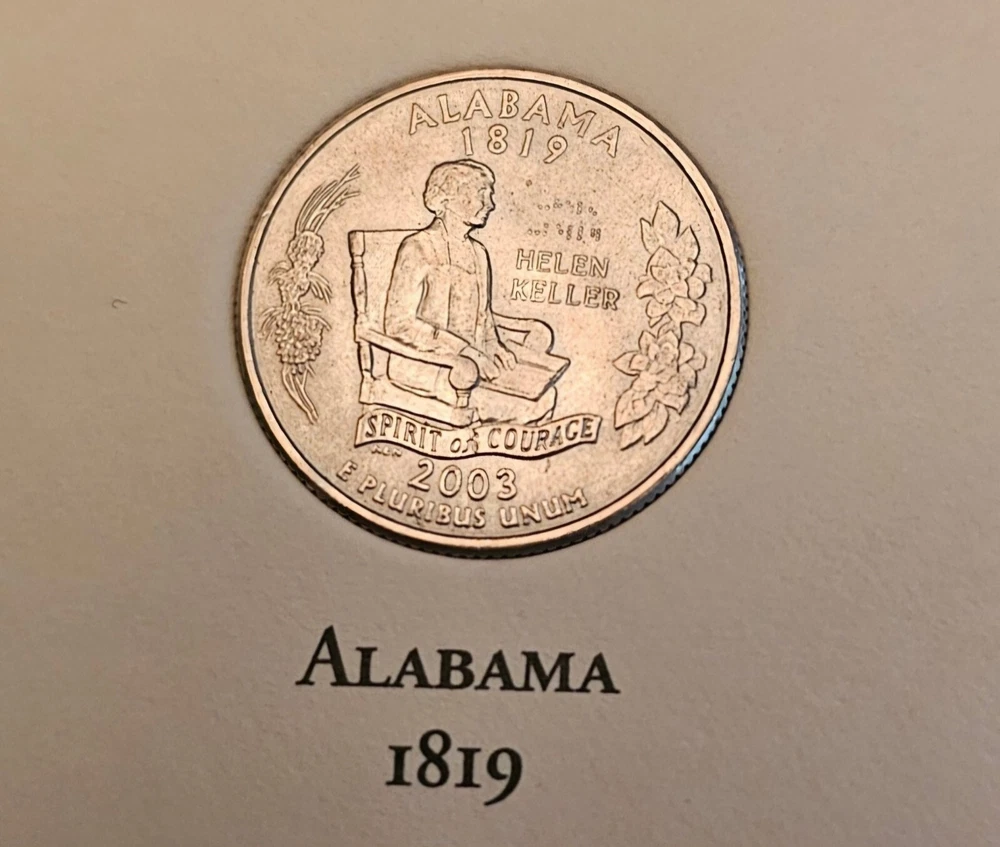 ALABAMA
1819
HELEN
KELLER
SPIRIT of COURAGE
2003
E PLURIBUS UNUM
ALABAMA
1819